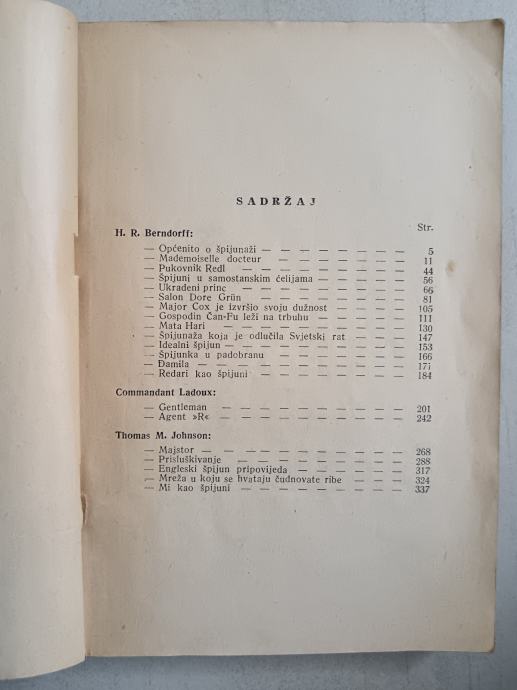 SADRŽAJ
Str.
H. R. Berndorff:
— Općenito o špijunaži — — — — — — — — 5
— Mademoiselle docteur — — — — — — — 11
— Pukovnik Redl — — — — — — — — — 44
— Špijuni u samostanskim ćelijama — — — — — 56
— Ukradeni princ — — — — — — — — — 66
— Salon Dore Grün — — — — — — — — 81
— Major Cox je izvršio svoju dužnost — — — — 105
— Gospodin Čan-Fu leži na trbuhu — — — — — 111
— Mata Hari — — — — — — — — — — 130
— Špijunaža koja je odlučila Svjetski rat — — — 147
— Idealni špijun — — — — — — — — — 153
— Špijunka u padobranu — — — — — — — 166
— Đamila — — — — — — — — — — — 171
— Redari kao špijuni — — — — — — — — 184
Commandant Ladoux:
— Gentleman — — — — — — — — — — 201
— Agent »R« — — — — — — — — — — 242
Thomas M. Johnson:
— Majstor — — — — — — — — — — 268
— Prisluškivanje — — — — — — — — — 288
— Engleski špijun pripovijeda — — — — — — 317
— Mreža u koju se hvataju čudnovate ribe — — — 324
— Mi kao špijuni — — — — — — — — 337